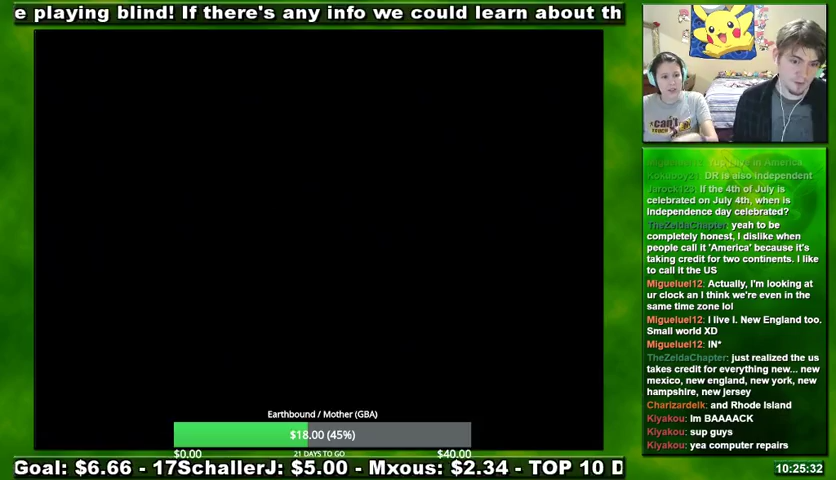 e playing blind! If there's any info we could learn about th
can't
Kokaboy21: DR is also Independent
Jarock123: If the 4th of July is
celebrated on July 4th, when is
Independence day celebrated?
TheZeldaChapter: yeah to be
completely honest, I dislike when
people call it 'America' because it's
taking credit for two continents. I like
to call it the US
Migueluel12: Actually, I'm looking at
ur clock an I think we're even in the
same time zone lol
Migueluel12: I live I. New England too.
Small world XD
Migueluel12: IN*
TheZeldaChapter: just realized the us
takes credit for everything new... new
mexico, new england, new york, new
hampshire, new jersey
Charizardelk: and Rhode Island
Kiyakou: Im BAAAACK
Kiyakou: sup guys
Kiyakou: yea computer repairs
Earthbound / Mother (GBA)
$18.00 (45%)
$0.00 21 DAYS TO GO $40.00
Goal: $6.66 - 17SchallerJ: $5.00 - Mxous: $2.34 - TOP 10 D
10:25:32